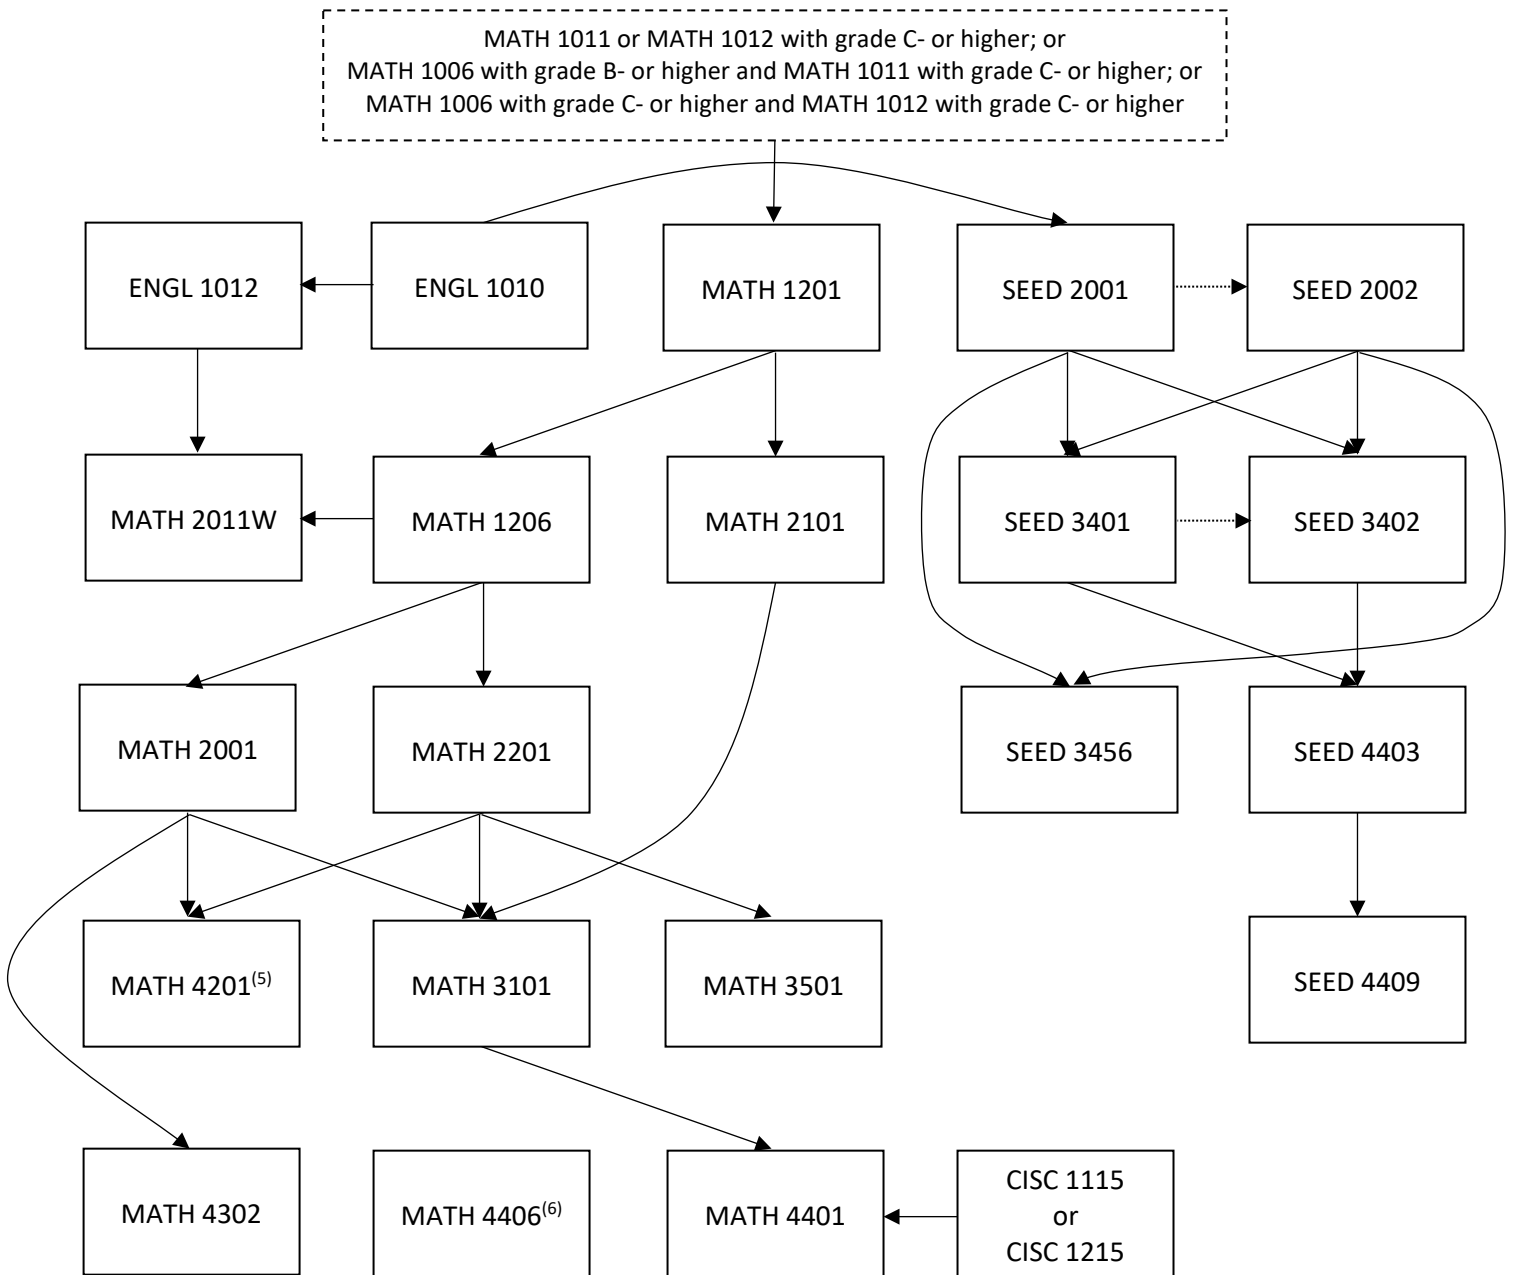 MATH 1011 or MATH 1012 with grade C- or higher; or
MATH 1006 with grade B- or higher and MATH 1011 with grade C- or higher; or
MATH 1006 with grade C- or higher and MATH 1012 with grade C- or higher
ENGL 1012
ENGL 1010
MATH 1201
SEED 2001
SEED 2002
MATH 2011W
MATH 1206
MATH 2101
SEED 3401
SEED 3402
MATH 2001
MATH 2201
SEED 3456
SEED 4403
MATH 4201(5)
MATH 3101
MATH 3501
SEED 4409
MATH 4302
MATH 4406(6)
MATH 4401
CISC 1115
or
CISC 1215